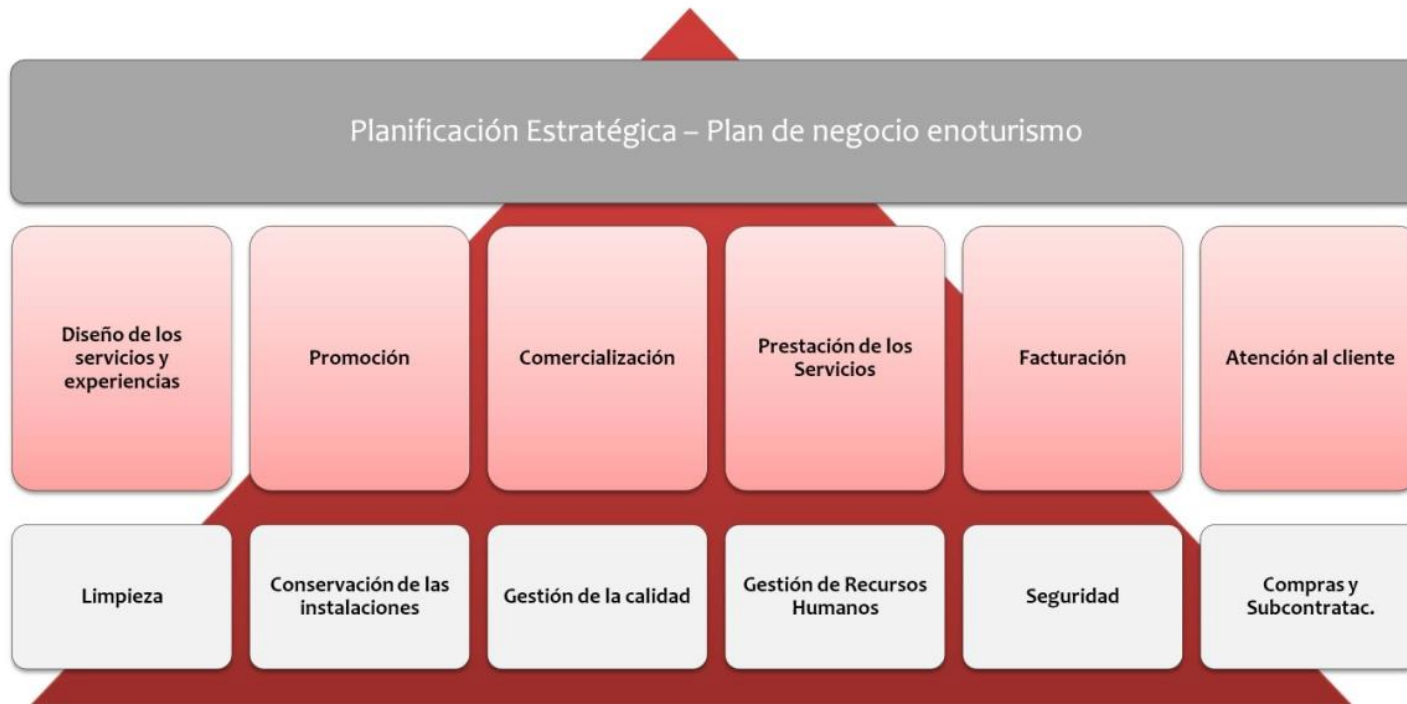 Planificación Estratégica – Plan de negocio enoturismo
Diseño de los
servicios y
experiencias
Promoción
Comercialización
Prestación de los
Servicios
Facturación
Atención al cliente
Limpieza
Conservación de las
instalaciones
Gestión de la calidad
Gestión de Recursos
Humanos
Seguridad
Compras y
Subcontratac.